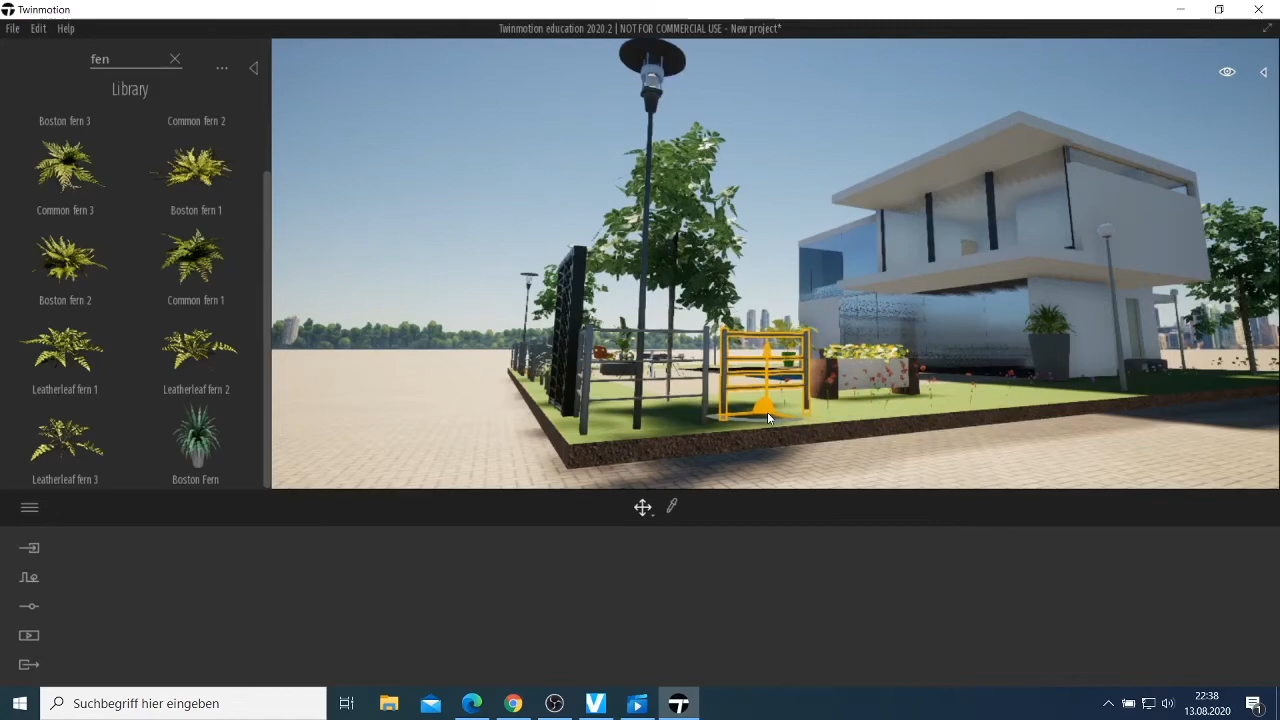 Twinmotion
File Edit Help
Twinmotion education 2020.2 | NOT FOR COMMERCIAL USE - New project*
fen
...
Library
Boston fern 3 Common fern 2
Common fern 3 Boston fern 1
Boston fern 2 Common fern 1
Leatherleaf fern 1 Leatherleaf fern 2
Leatherleaf fern 3 Boston Fern
Suchbegriff hier eingeben
22:38
13.08.2020
1